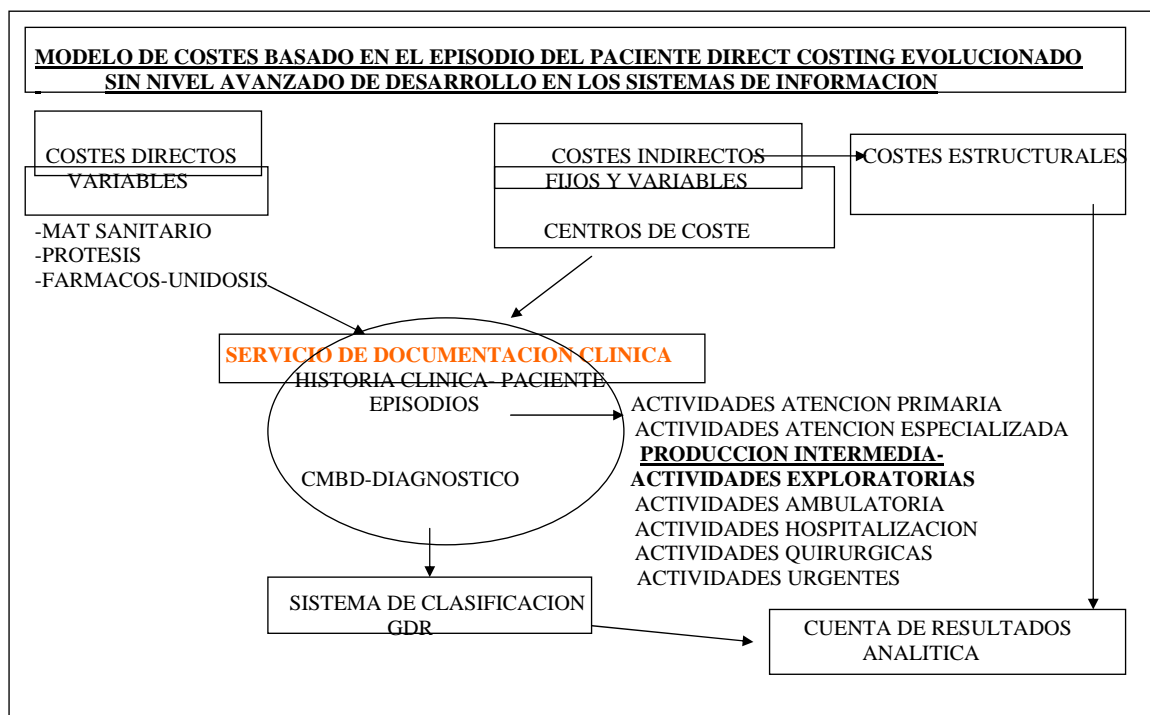 MODELO DE COSTES BASADO EN EL EPISODIO DEL PACIENTE DIRECT COSTING EVOLUCIONADO
SIN NIVEL AVANZADO DE DESARROLLO EN LOS SISTEMAS DE INFORMACION
COSTES DIRECTOS
VARIABLES
-MAT SANITARIO
-PROTESIS
-FARMACOS-UNIDOSIS
COSTES INDIRECTOS
FIJOS Y VARIABLES
CENTROS DE COSTE
COSTES ESTRUCTURALES
SERVICIO DE DOCUMENTACION CLINICA
HISTORIA CLINICA- PACIENTE
EPISODIOS
CMBD-DIAGNOSTICO
ACTIVIDADES ATENCION PRIMARIA
ACTIVIDADES ATENCION ESPECIALIZADA
PRODUCCION INTERMEDIA-
ACTIVIDADES EXPLORATORIAS
ACTIVIDADES AMBULATORIA
ACTIVIDADES HOSPITALIZACION
ACTIVIDADES QUIRURGICAS
ACTIVIDADES URGENTES
SISTEMA DE CLASIFICACION
GDR
CUENTA DE RESULTADOS
ANALITICA